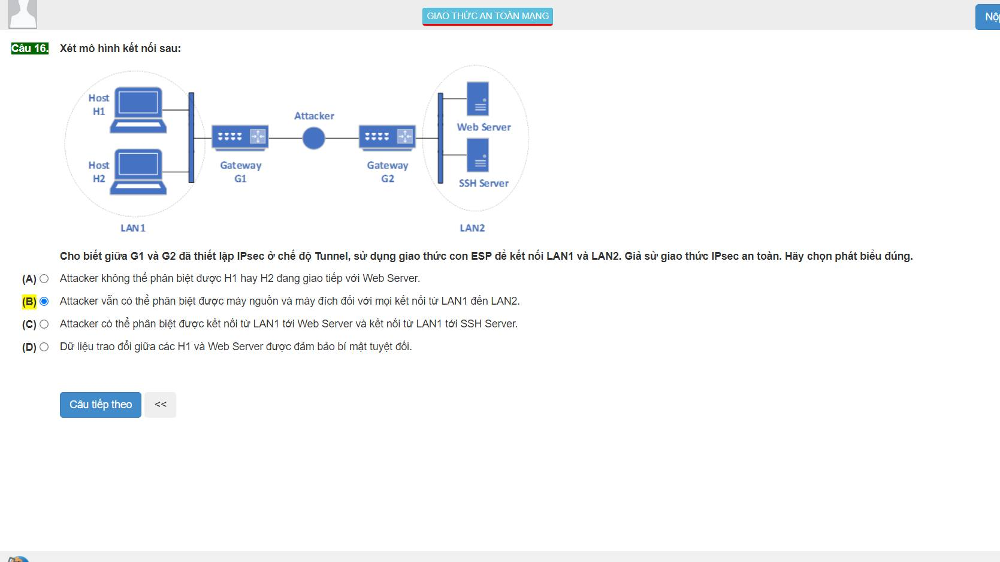 GIAO THỨC AN TOÀN MẠNG
Câu 16. Xét mô hình kết nối sau:
Host
H1
Host
H2
LAN1
Gateway
G1
Attacker
Gateway
G2
Web Server
SSH Server
LAN2
Cho biết giữa G1 và G2 đã thiết lập IPsec ở chế độ Tunnel, sử dụng giao thức con ESP để kết nối LAN1 và LAN2. Giả sử giao thức IPsec an toàn. Hãy chọn phát biểu đúng.
(A) Attacker không thể phân biệt được H1 hay H2 đang giao tiếp với Web Server.
(B) Attacker vẫn có thể phân biệt được máy nguồn và máy đích đối với mọi kết nối từ LAN1 đến LAN2.
(C) Attacker có thể phân biệt được kết nối từ LAN1 tới Web Server và kết nối từ LAN1 tới SSH Server.
(D) Dữ liệu trao đổi giữa các H1 và Web Server được đảm bảo bí mật tuyệt đối.
Câu tiếp theo <<